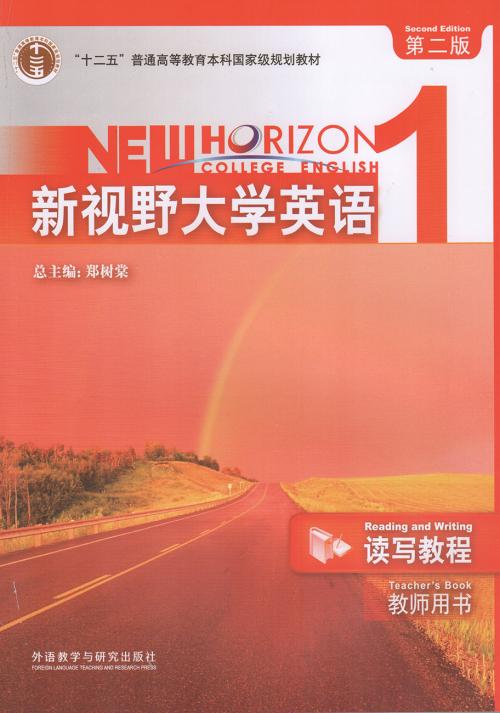 Second Edition
第二版
“十二五”普通高等教育本科国家级规划教材
NEW HORIZON
COLLEGE ENGLISH
1
新视野大学英语
总主编: 郑树棠
Reading and Writing
读写教程
Teacher's Book
教师用书
外语教学与研究出版社
FOREIGN LANGUAGE TEACHING AND RESEARCH PRESS